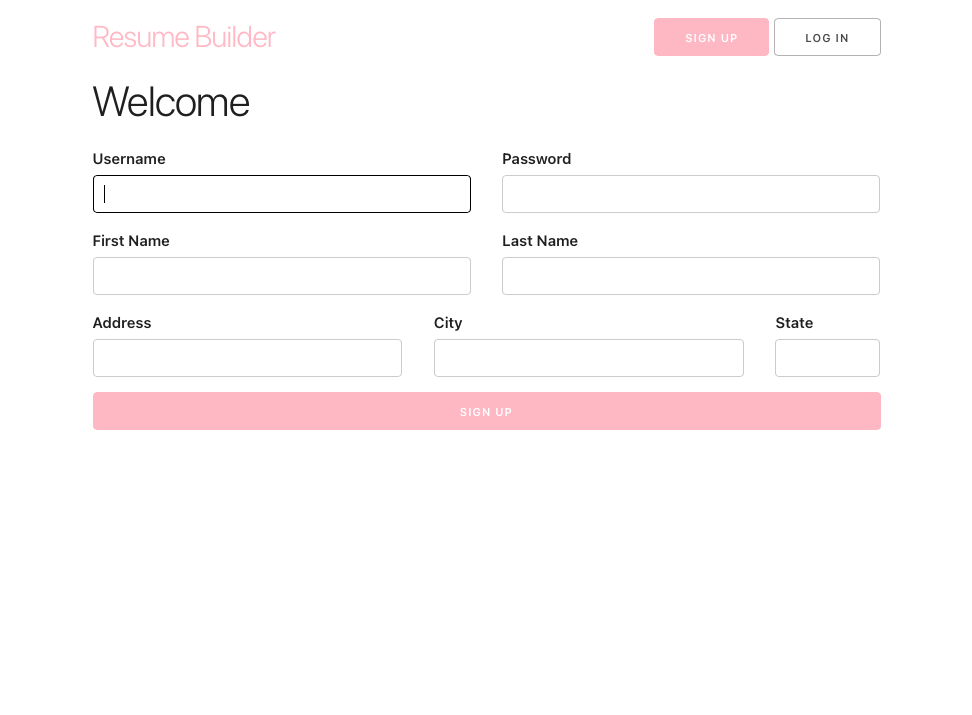 Resume Builder
SIGN UP
LOG IN
Welcome
Username
Password
First Name
Last Name
Address
City
State
SIGN UP